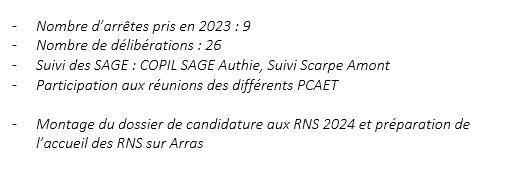 - Nombre d'arrêtes pris en 2023 : 9
- Nombre de délibérations : 26
- Suivi des SAGE : COPIL SAGE Authie, Suivi Scarpe Amont
- Participation aux réunions des différents PCAET
- Montage du dossier de candidature aux RNS 2024 et préparation de
l'accueil des RNS sur Arras